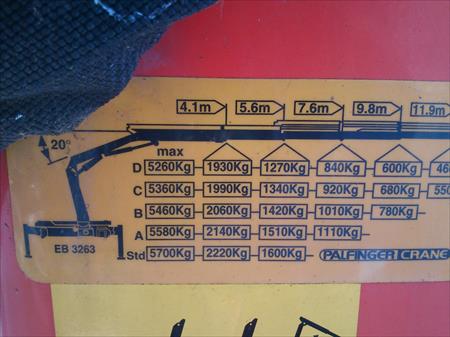 4.1m 5.6m 7.6m 9.8m 11.9m
20° max
D 5260Kg 1930Kg 1270Kg 840Kg 600Kg
C 5360Kg 1990Kg 1340Kg 920Kg 680Kg
B 5460Kg 2060Kg 1420Kg 1010Kg 780Kg
A 5580Kg 2140Kg 1510Kg 1110Kg
EB 3263
Std 5700Kg 2220Kg 1600Kg PALFINGER CRANE